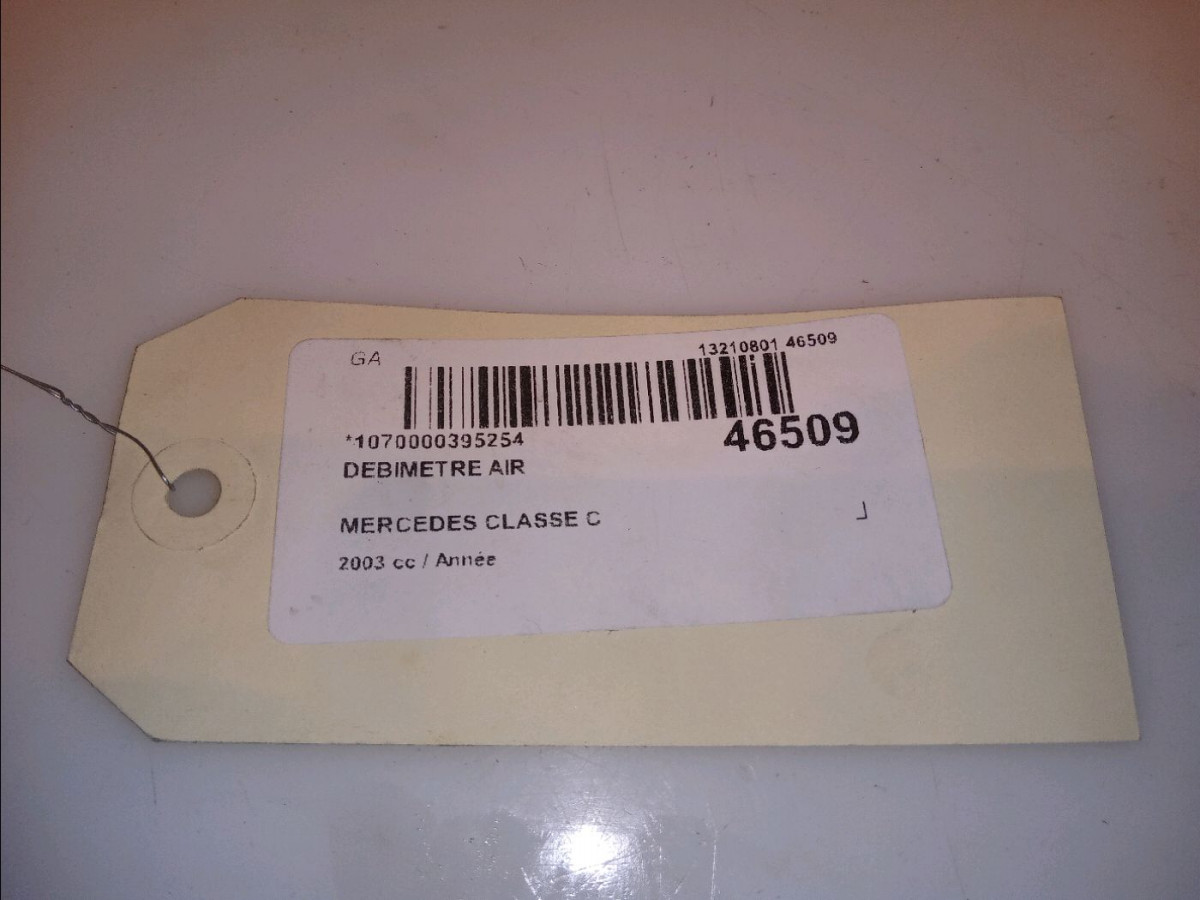 GA
13210801 46509
*1070000395254
46509
DEBIMETRE AIR
MERCEDES CLASSE C
2003 cc / Année